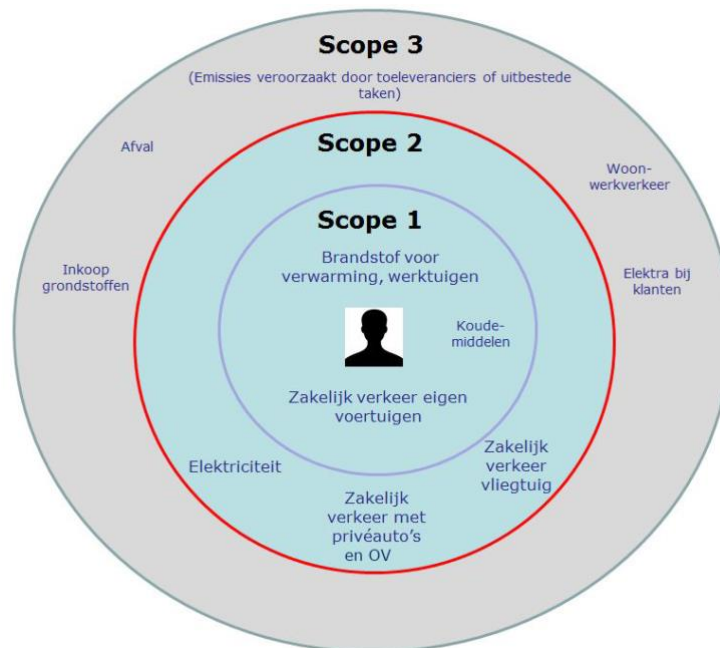 Scope 3
(Emissies veroorzaakt door toeleveranciers of uitbestede
taken)
Afval
Scope 2
Woon-
werkverkeer
Scope 1
Brandstof voor
verwarming, werktuigen
Inkoop
grondstoffen
Elektra bij
klanten
Koude-
middelen
Zakelijk verkeer eigen
voertuigen
Elektriciteit
Zakelijk
verkeer
vliegtuig
Zakelijk
verkeer met
privéauto's
en OV